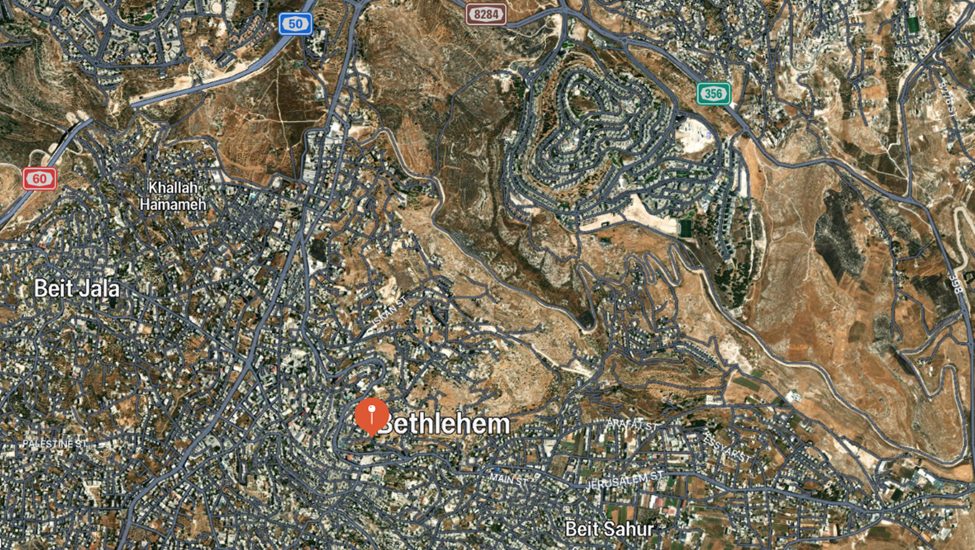 50
8284
356
60
Khallah
Hamameh
Beit Jala
Bethlehem
PALESTINE ST
ARAFAT ST
MAIN ST
JERUSALEM ST
Beit Sahur
398